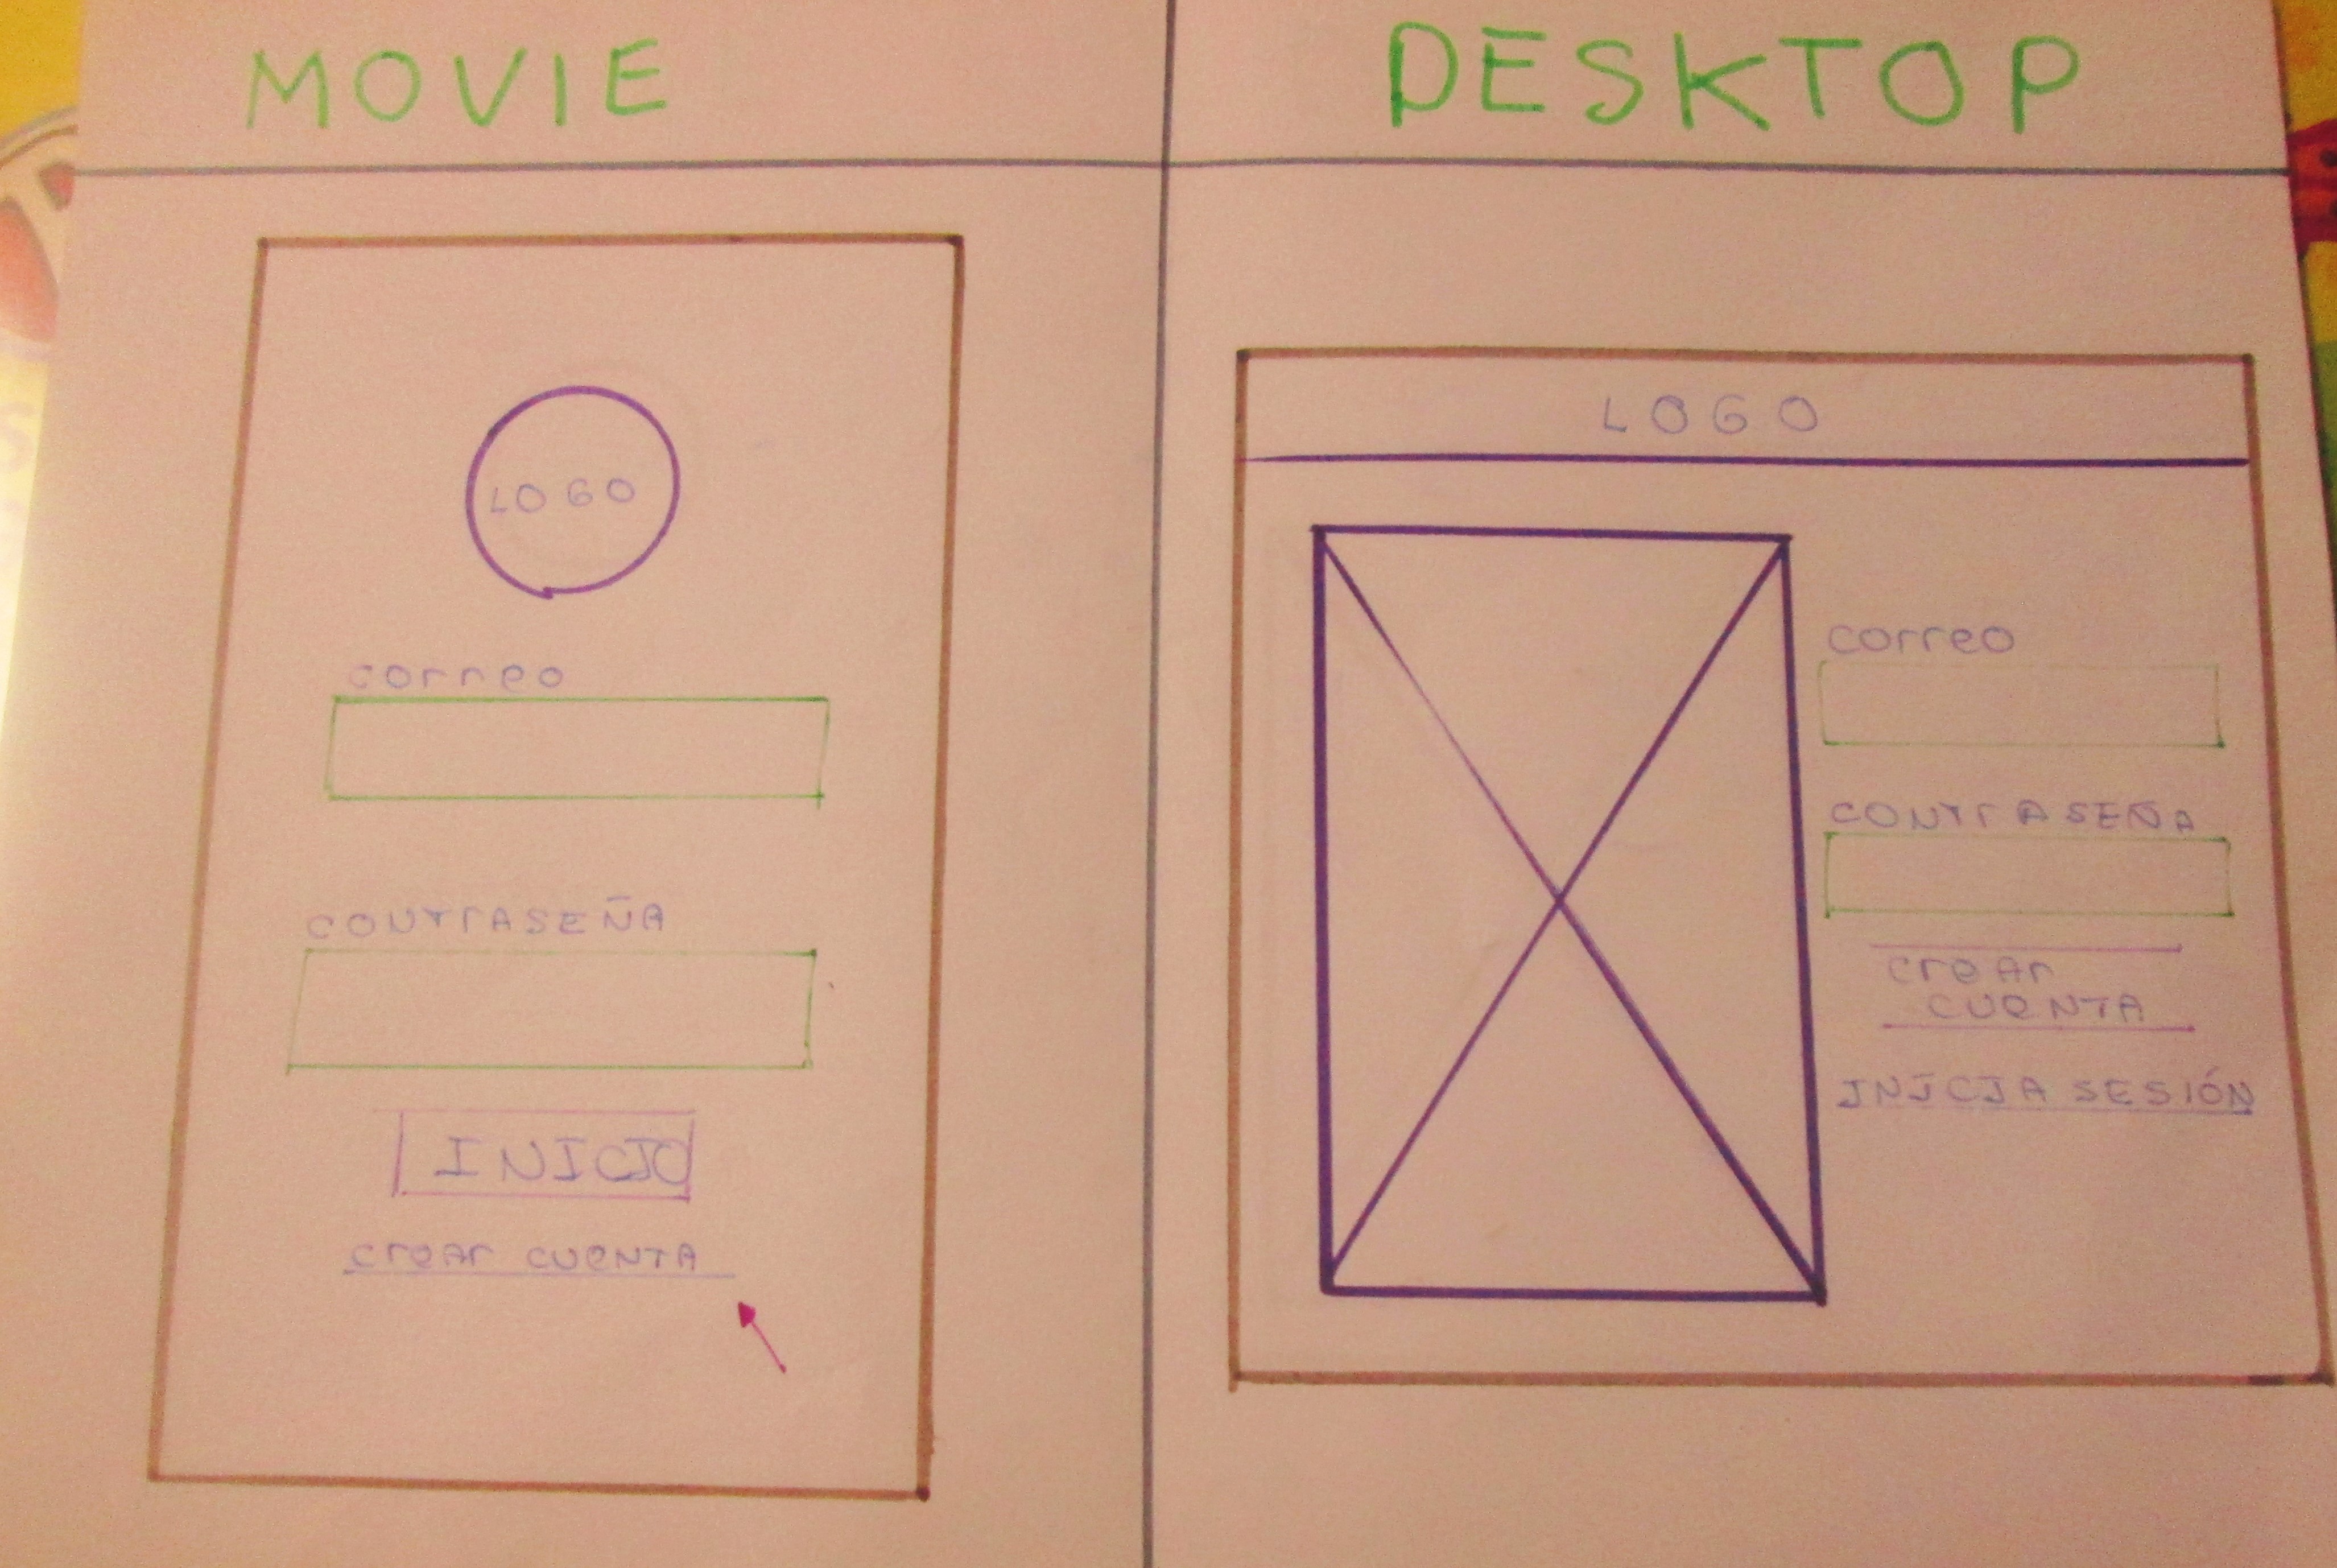 MOVIE
DESKTOP
LOGO
correo
CONTrASEÑA
INICIO
CreAr CUeNTA
LOGO
correo
CONTrASEÑA
CreAr
CUeNTA
INICIA SESIÓN